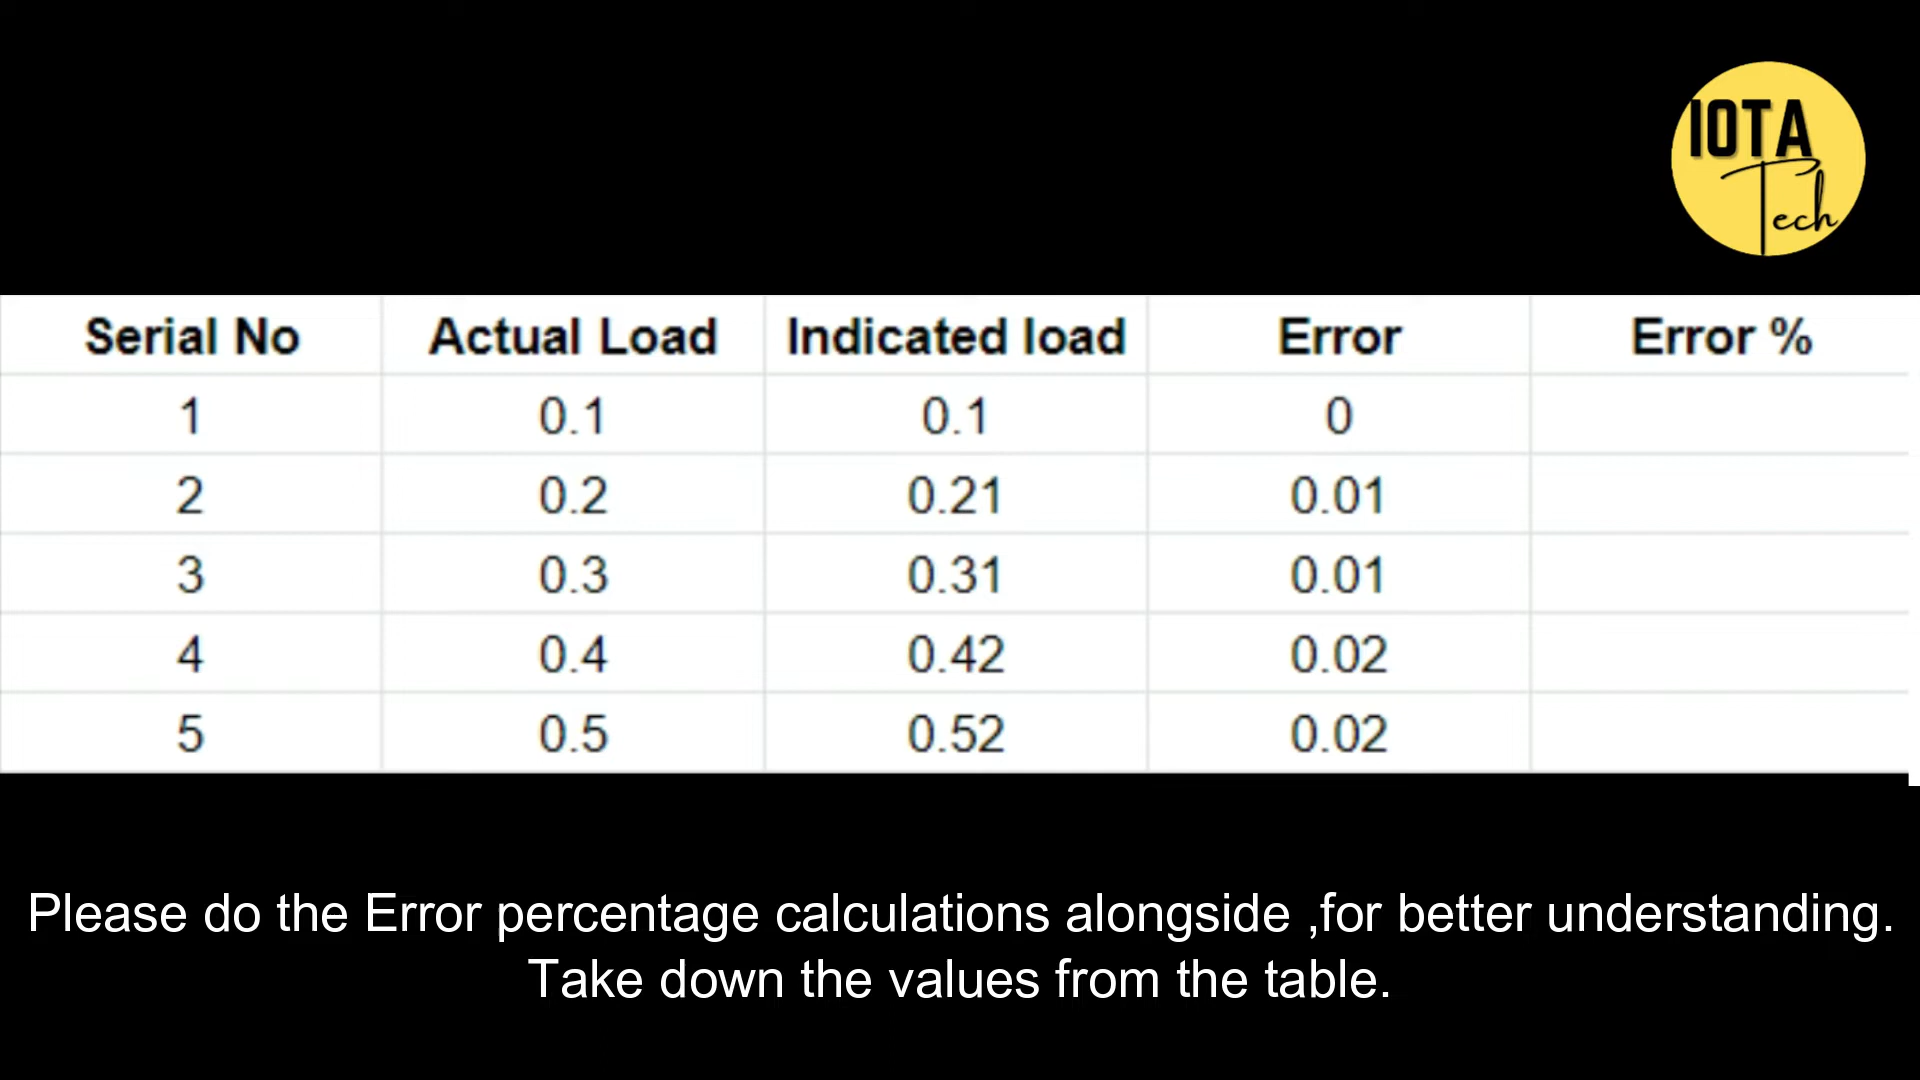 IOTA
Tech
Serial No Actual Load Indicated load Error Error %
1 0.1 0.1 0
2 0.2 0.21 0.01
3 0.3 0.31 0.01
4 0.4 0.42 0.02
5 0.5 0.52 0.02
Please do the Error percentage calculations alongside ,for better understanding.
Take down the values from the table.